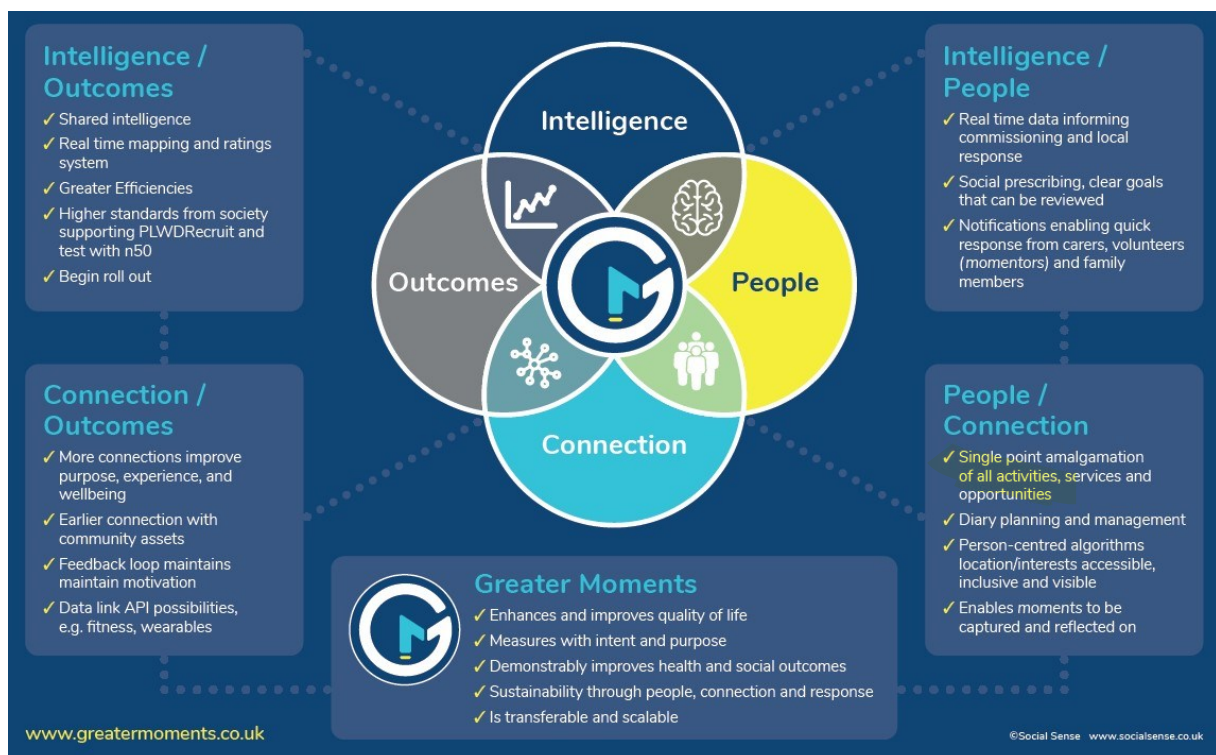 Intelligence /
Outcomes
✓ Shared intelligence
✓ Real time mapping and ratings
system
✓ Greater Efficiencies
✓ Higher standards from society
supporting PLWDRecruit and
test with n50
✓ Begin roll out
Intelligence
Outcomes
People
Connection
Intelligence /
People
✓ Real time data informing
commissioning and local
response
✓ Social prescribing, clear goals
that can be reviewed
✓ Notifications enabling quick
response from carers, volunteers
(momentors) and family
members
Connection /
Outcomes
✓ More connections improve
purpose, experience, and
wellbeing
✓ Earlier connection with
community assets
✓ Feedback loop maintains
maintain motivation
✓ Data link API possibilities,
e.g. fitness, wearables
People /
Connection
✓ Single point amalgamation
of all activities, services and
opportunities
✓ Diary planning and management
✓ Person-centred algorithms
location/interests accessible,
inclusive and visible
✓ Enables moments to be
captured and reflected on
Greater Moments
✓ Enhances and improves quality of life
✓ Measures with intent and purpose
✓ Demonstrably improves health and social outcomes
✓ Sustainability through people, connection and response
✓ Is transferable and scalable
www.greatermoments.co.uk
©Social Sense www.socialsense.co.uk